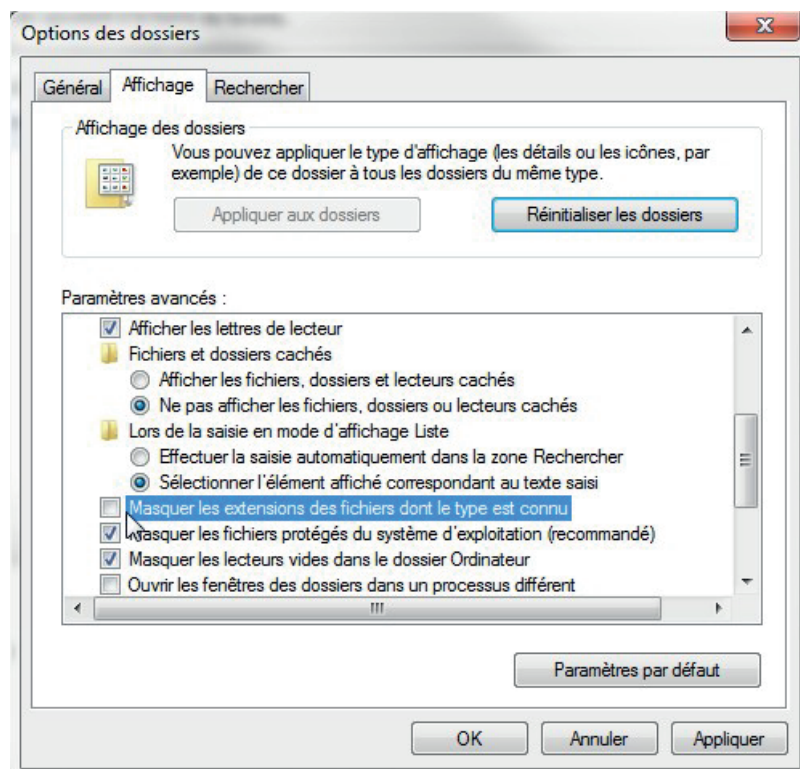 Options des dossiers
Général Affichage Rechercher
Affichage des dossiers
Vous pouvez appliquer le type d'affichage (les détails ou les icônes, par
exemple) de ce dossier à tous les dossiers du même type.
Appliquer aux dossiers Réinitialiser les dossiers
Paramètres avancés :
Afficher les lettres de lecteur
Fichiers et dossiers cachés
Afficher les fichiers, dossiers et lecteurs cachés
Ne pas afficher les fichiers, dossiers ou lecteurs cachés
Lors de la saisie en mode d'affichage Liste
Effectuer la saisie automatiquement dans la zone Rechercher
Sélectionner l'élément affiché correspondant au texte saisi
Masquer les extensions des fichiers dont le type est connu
Masquer les fichiers protégés du système d'exploitation (recommandé)
Masquer les lecteurs vides dans le dossier Ordinateur
Ouvrir les fenêtres des dossiers dans un processus différent
Paramètres par défaut
OK Annuler Appliquer